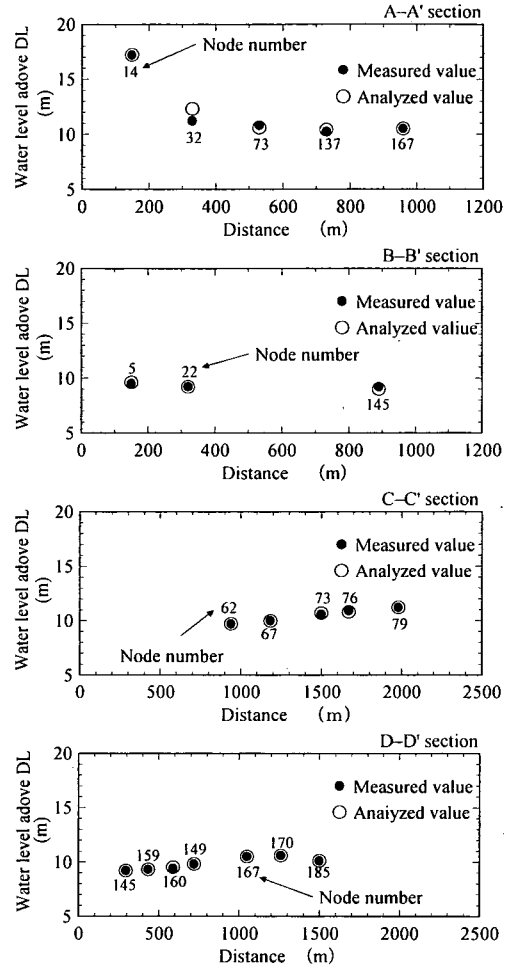 A–A' section
20
15
10
5
Water level adove DL
(m)
Node number
14
32
73
137
167
Measured value
Analyzed value
0 200 400 600 800 1000 1200
Distance (m)
B–B' section
20
15
10
5
Water level above DL
(m)
Measured value
Analyzed valiue
Node number
5
22
145
0 200 400 600 800 1000 1200
Distance (m)
C–C' section
20
15
10
5
Water level above DL
(m)
Measured value
Analyzed value
62
67
73 76
79
Node number
0 500 1000 1500 2000 2500
Distance (m)
D–D' section
20
15
10
5
Water level above DL
(m)
Measured value
Anaiyzed value
145
159
160
149
167
170
185
Node number
0 500 1000 1500 2000 2500
Distance (m)